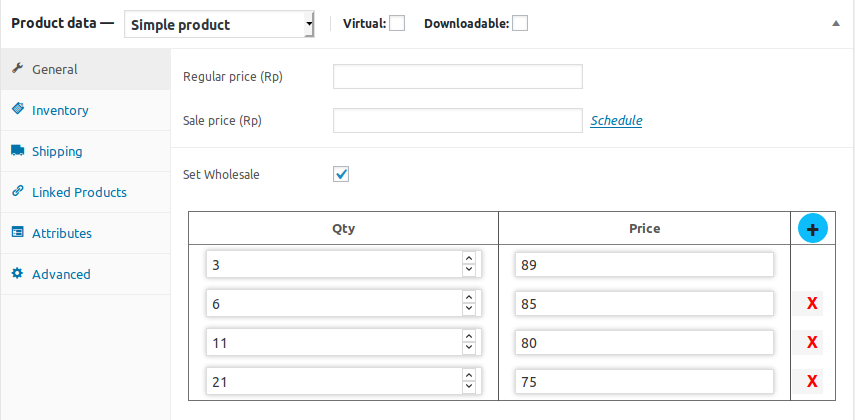 Product data — Simple product Virtual: Downloadable:
General
Inventory
Shipping
Linked Products
Attributes
Advanced
Regular price (Rp)
Sale price (Rp) Schedule
Set Wholesale
Qty Price +
3 89
6 85 X
11 80 X
21 75 X